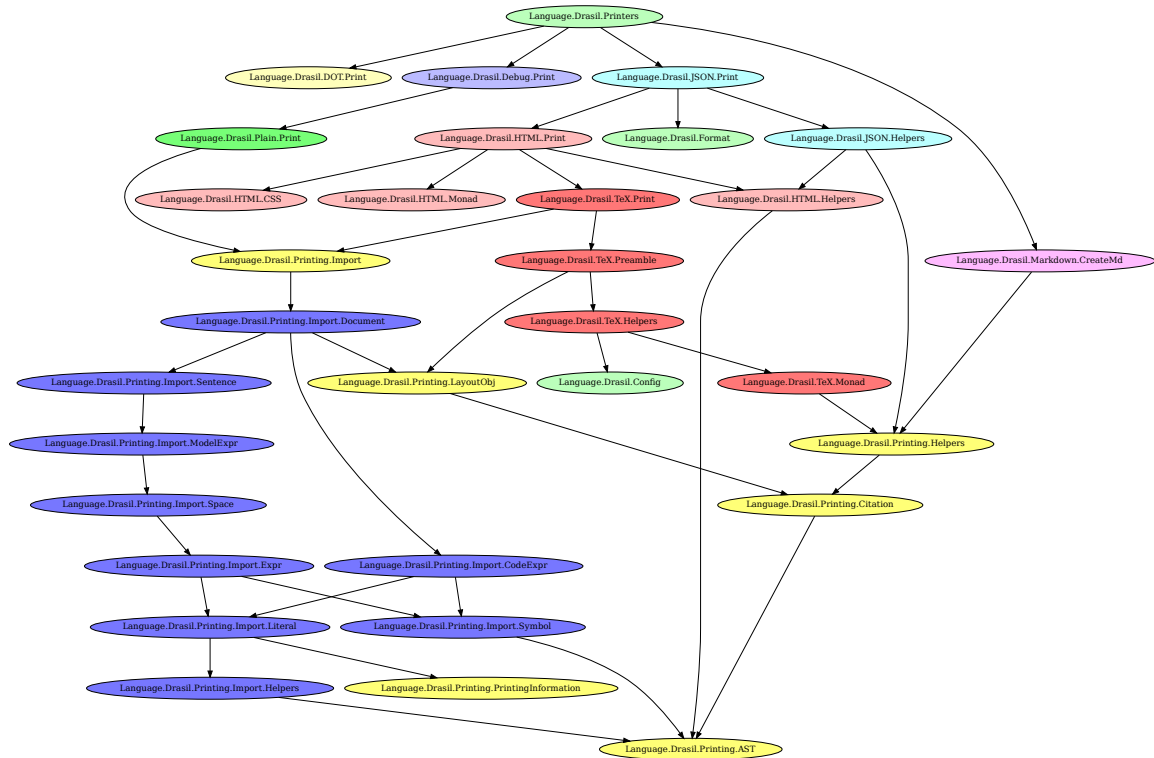 Language.Drasil.Printers
Language.Drasil.DOT.Print
Language.Drasil.Debug.Print
Language.Drasil.JSON.Print
Language.Drasil.Plain.Print
Language.Drasil.HTML.Print
Language.Drasil.Format
Language.Drasil.JSON.Helpers
Language.Drasil.HTML.CSS
Language.Drasil.HTML.Monad
Language.Drasil.TeX.Print
Language.Drasil.HTML.Helpers
Language.Drasil.Printing.Import
Language.Drasil.TeX.Preamble
Language.Drasil.Markdown.CreateMd
Language.Drasil.Printing.Import.Document
Language.Drasil.TeX.Helpers
Language.Drasil.Printing.Import.Sentence
Language.Drasil.Printing.LayoutObj
Language.Drasil.Config
Language.Drasil.TeX.Monad
Language.Drasil.Printing.Import.ModelExpr
Language.Drasil.Printing.Helpers
Language.Drasil.Printing.Import.Space
Language.Drasil.Printing.Citation
Language.Drasil.Printing.Import.Expr
Language.Drasil.Printing.Import.CodeExpr
Language.Drasil.Printing.Import.Literal
Language.Drasil.Printing.Import.Symbol
Language.Drasil.Printing.Import.Helpers
Language.Drasil.Printing.PrintingInformation
Language.Drasil.Printing.AST